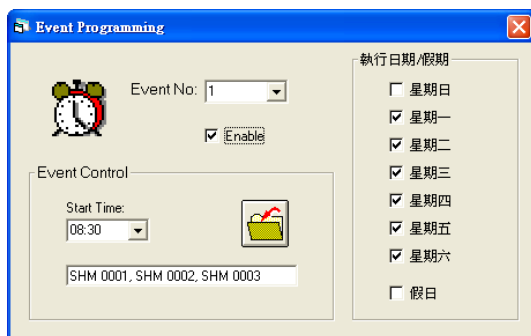 Event Programming
Event No: 1
Enable
Event Control
Start Time:
08:30
SHM 0001, SHM 0002, SHM 0003
執行日期/假期
星期日
星期一
星期二
星期三
星期四
星期五
星期六
假日